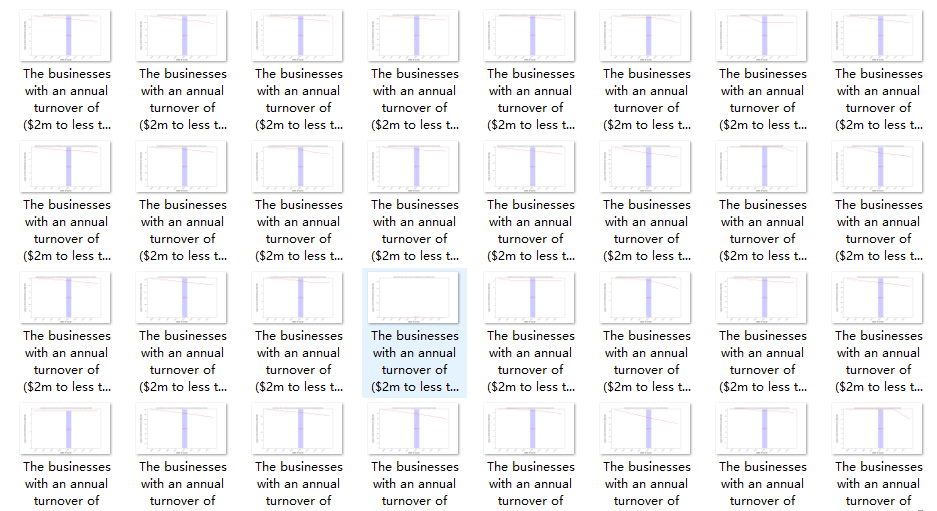 The businesses
with an annual
turnover of
($2m to less t...
The businesses
with an annual
turnover of
($2m to less t...
The businesses
with an annual
turnover of
($2m to less t...
The businesses
with an annual
turnover of
($2m to less t...
The businesses
with an annual
turnover of
($2m to less t...
The businesses
with an annual
turnover of
($2m to less t...
The businesses
with an annual
turnover of
($2m to less t...
The businesses
with an annual
turnover of
($2m to less t...
The businesses
with an annual
turnover of
($2m to less t...
The businesses
with an annual
turnover of
($2m to less t...
The businesses
with an annual
turnover of
($2m to less t...
The businesses
with an annual
turnover of
($2m to less t...
The businesses
with an annual
turnover of
($2m to less t...
The businesses
with an annual
turnover of
($2m to less t...
The businesses
with an annual
turnover of
($2m to less t...
The businesses
with an annual
turnover of
($2m to less t...
The businesses
with an annual
turnover of
($2m to less t...
The businesses
with an annual
turnover of
($2m to less t...
The businesses
with an annual
turnover of
($2m to less t...
The businesses
with an annual
turnover of
($2m to less t...
The businesses
with an annual
turnover of
($2m to less t...
The businesses
with an annual
turnover of
($2m to less t...
The businesses
with an annual
turnover of
($2m to less t...
The businesses
with an annual
turnover of
($2m to less t...
The businesses
with an annual
turnover of
The businesses
with an annual
turnover of
The businesses
with an annual
turnover of
The businesses
with an annual
turnover of
The businesses
with an annual
turnover of
The businesses
with an annual
turnover of
The businesses
with an annual
turnover of
The businesses
with an annual
turnover of